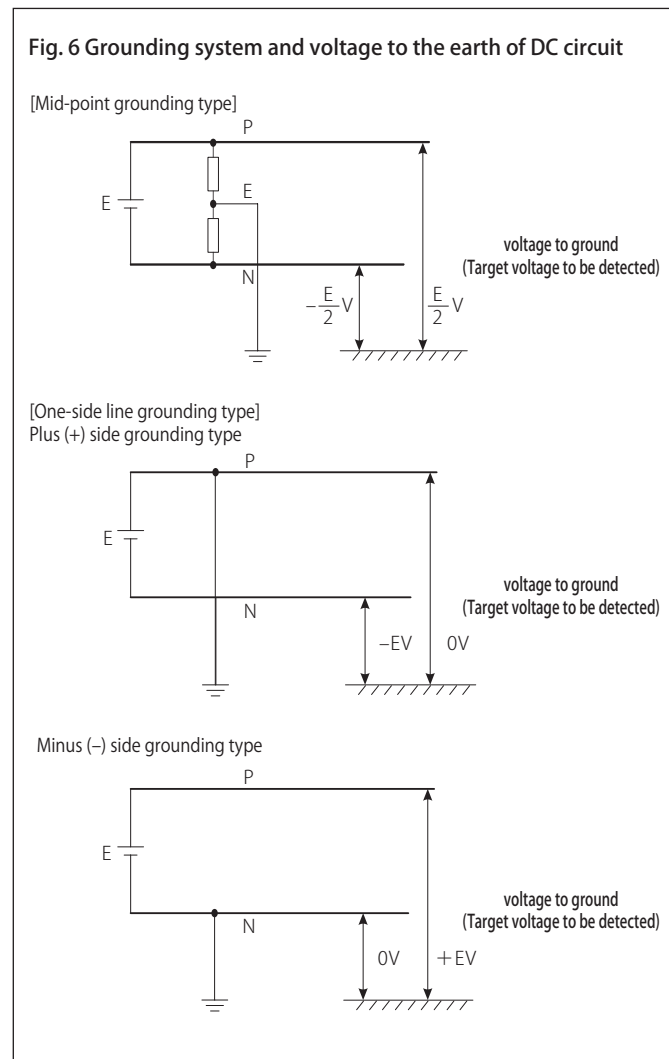 Fig. 6 Grounding system and voltage to the earth of DC circuit
[Mid-point grounding type]
P
E
E
N
voltage to ground
(Target voltage to be detected)
−E/2 V
E/2 V
[One-side line grounding type]
Plus (+) side grounding type
P
E
N
voltage to ground
(Target voltage to be detected)
−EV
0V
Minus (–) side grounding type
P
E
N
voltage to ground
(Target voltage to be detected)
0V
+EV